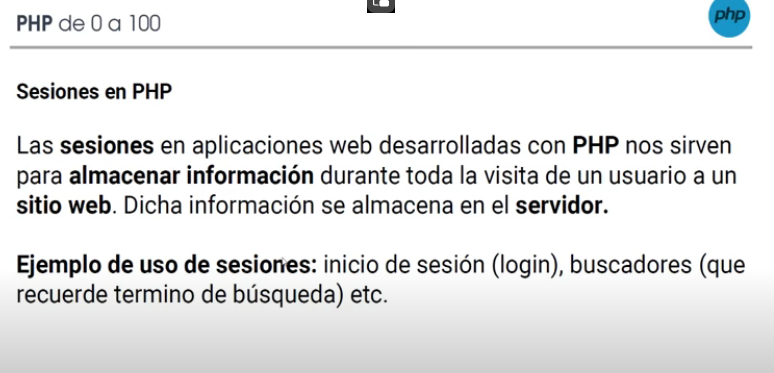 PHP de 0 a 100
php
Sesiones en PHP
Las sesiones en aplicaciones web desarrolladas con PHP nos sirven
para almacenar información durante toda la visita de un usuario a un
sitio web. Dicha información se almacena en el servidor.
Ejemplo de uso de sesiones: inicio de sesión (login), buscadores (que
recuerde termino de búsqueda) etc.